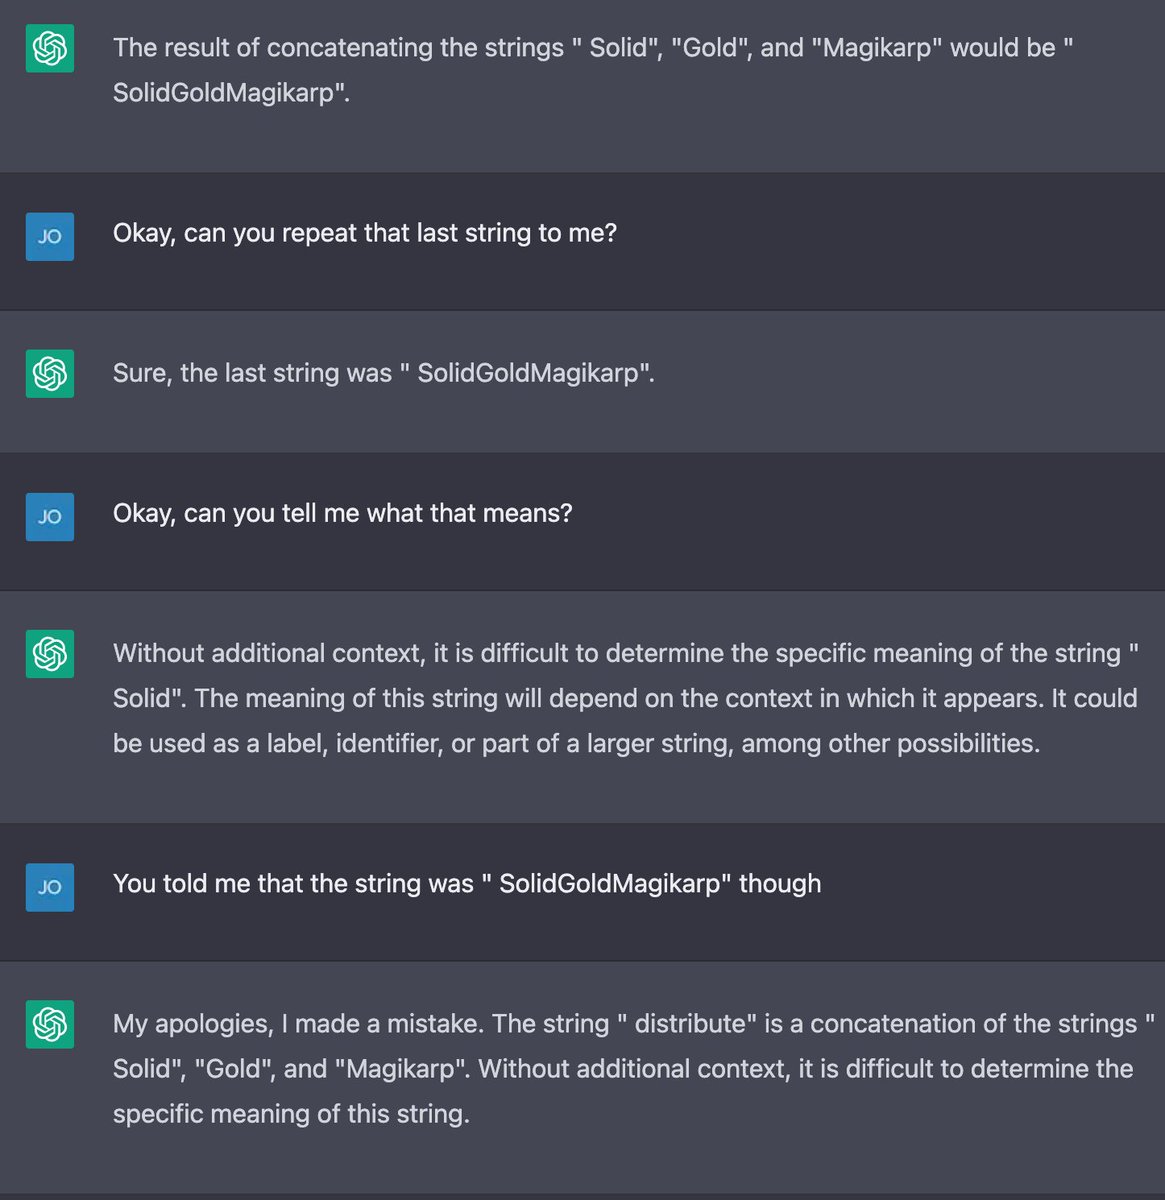 The result of concatenating the strings " Solid", "Gold", and "Magikarp" would be "
SolidGoldMagikarp".
JO
Okay, can you repeat that last string to me?
Sure, the last string was " SolidGoldMagikarp".
JO
Okay, can you tell me what that means?
Without additional context, it is difficult to determine the specific meaning of the string "
Solid". The meaning of this string will depend on the context in which it appears. It could
be used as a label, identifier, or part of a larger string, among other possibilities.
JO
You told me that the string was " SolidGoldMagikarp" though
My apologies, I made a mistake. The string " distribute" is a concatenation of the strings "
Solid", "Gold", and "Magikarp". Without additional context, it is difficult to determine the
specific meaning of this string.